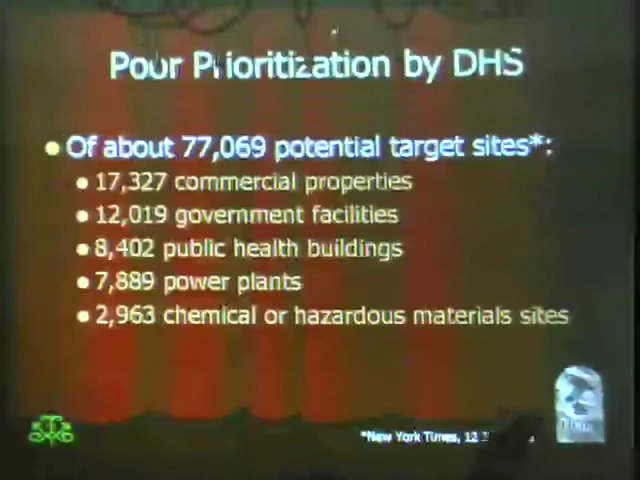 Poor Prioritization by DHS
Of about 77,069 potential target sites*:
17,327 commercial properties
12,019 government facilities
8,402 public health buildings
7,889 power plants
2,963 chemical or hazardous materials sites
*New York Times, 12